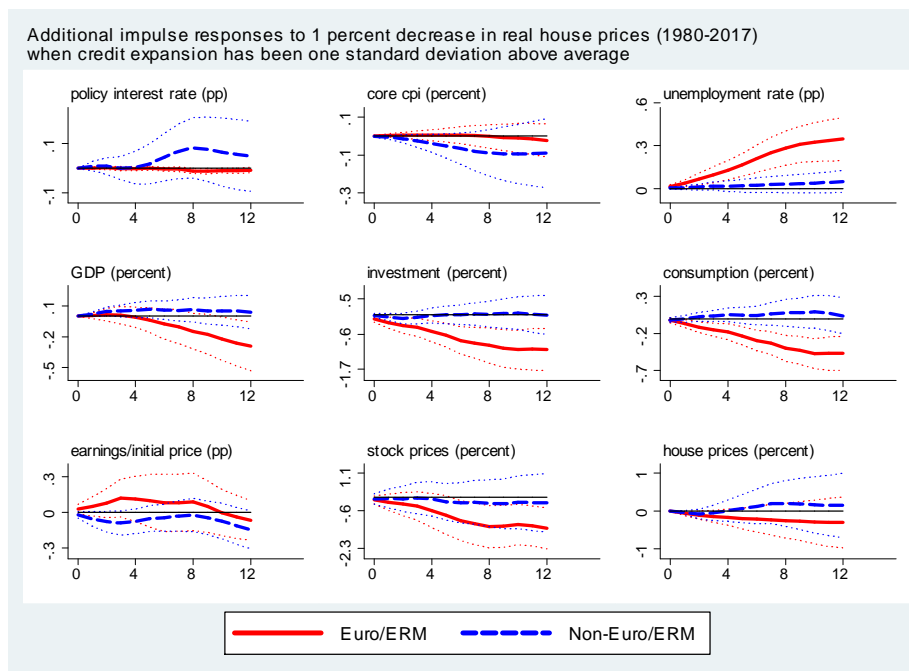 Additional impulse responses to 1 percent decrease in real house prices (1980-2017)
when credit expansion has been one standard deviation above average
policy interest rate (pp)
.1
-.1
0 4 8 12
core cpi (percent)
.1
-.1
-.3
0 4 8 12
unemployment rate (pp)
.6
.3
0
0 4 8 12
GDP (percent)
.1
-.2
-.5
0 4 8 12
investment (percent)
.5
-.6
-1.7
0 4 8 12
consumption (percent)
.3
-.2
-.7
0 4 8 12
earnings/initial price (pp)
.3
0
-.3
0 4 8 12
stock prices (percent)
1.1
-.6
-2.3
0 4 8 12
house prices (percent)
1
0
-1
0 4 8 12
Euro/ERM Non-Euro/ERM